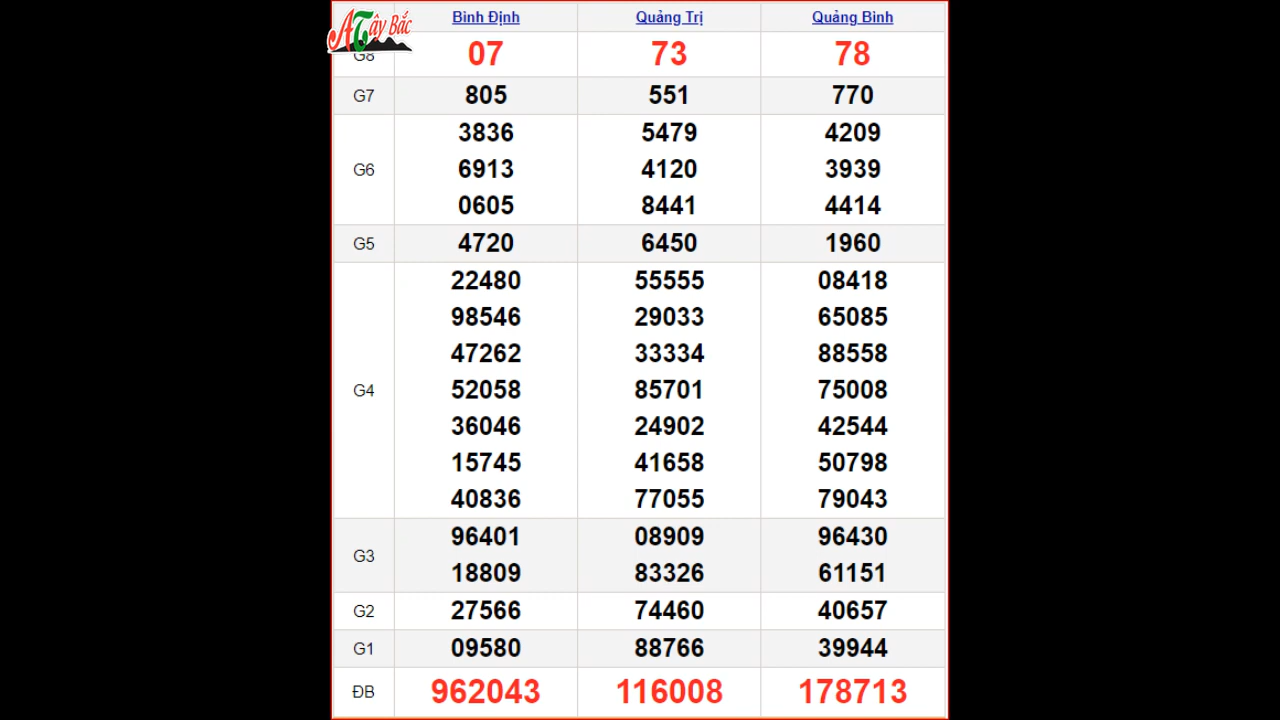 ATây Bắc
Bình Định Quảng Trị Quảng Bình
G8 07 73 78
G7 805 551 770
3836 5479 4209
G6 6913 4120 3939
0605 8441 4414
G5 4720 6450 1960
22480 55555 08418
98546 29033 65085
47262 33334 88558
G4 52058 85701 75008
36046 24902 42544
15745 41658 50798
40836 77055 79043
G3 96401 08909 96430
18809 83326 61151
G2 27566 74460 40657
G1 09580 88766 39944
ĐB 962043 116008 178713